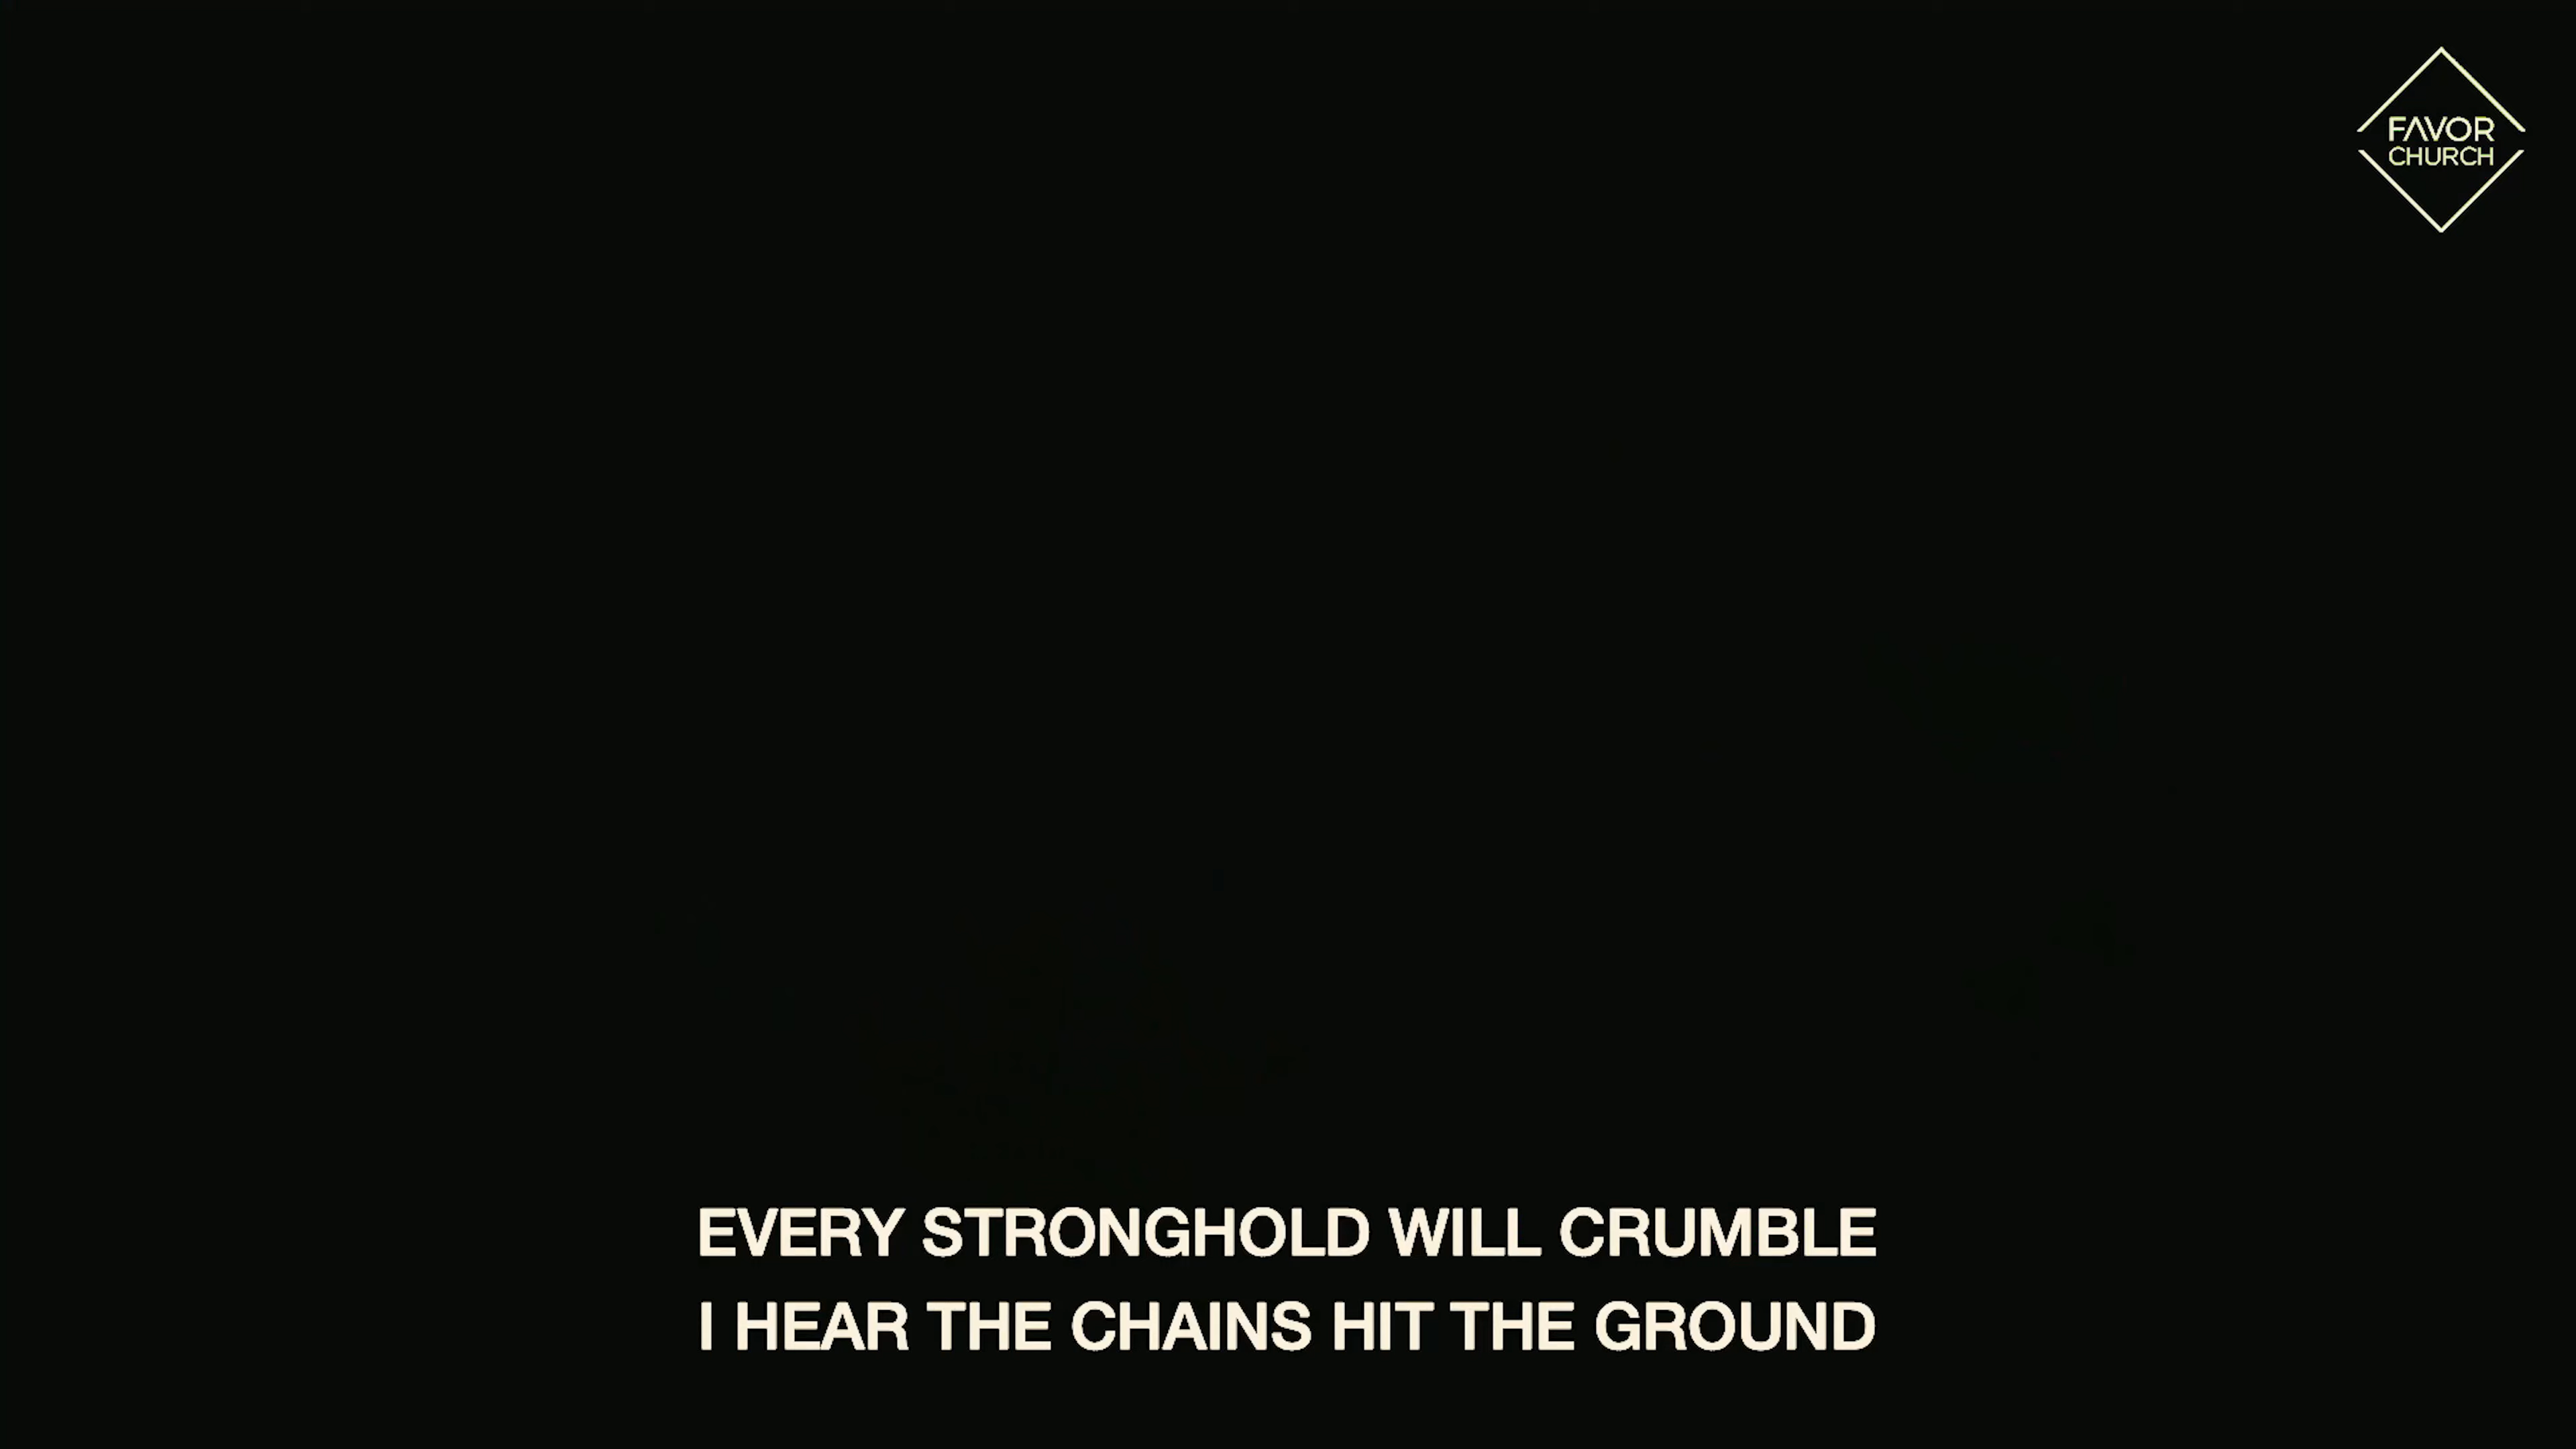 FAVOR
CHURCH
EVERY STRONGHOLD WILL CRUMBLE
I HEAR THE CHAINS HIT THE GROUND